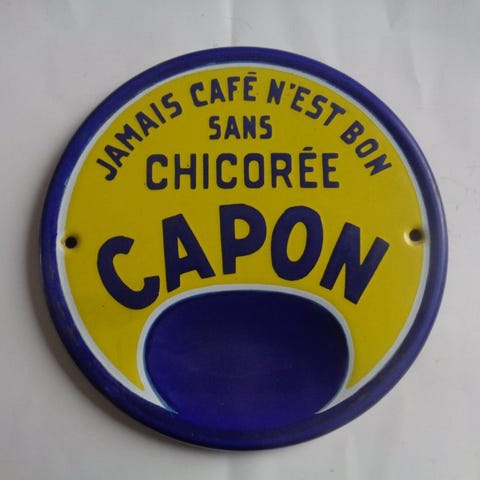 JAMAIS CAFÉ N'EST BON
SANS
CHICORÉE
CAPON